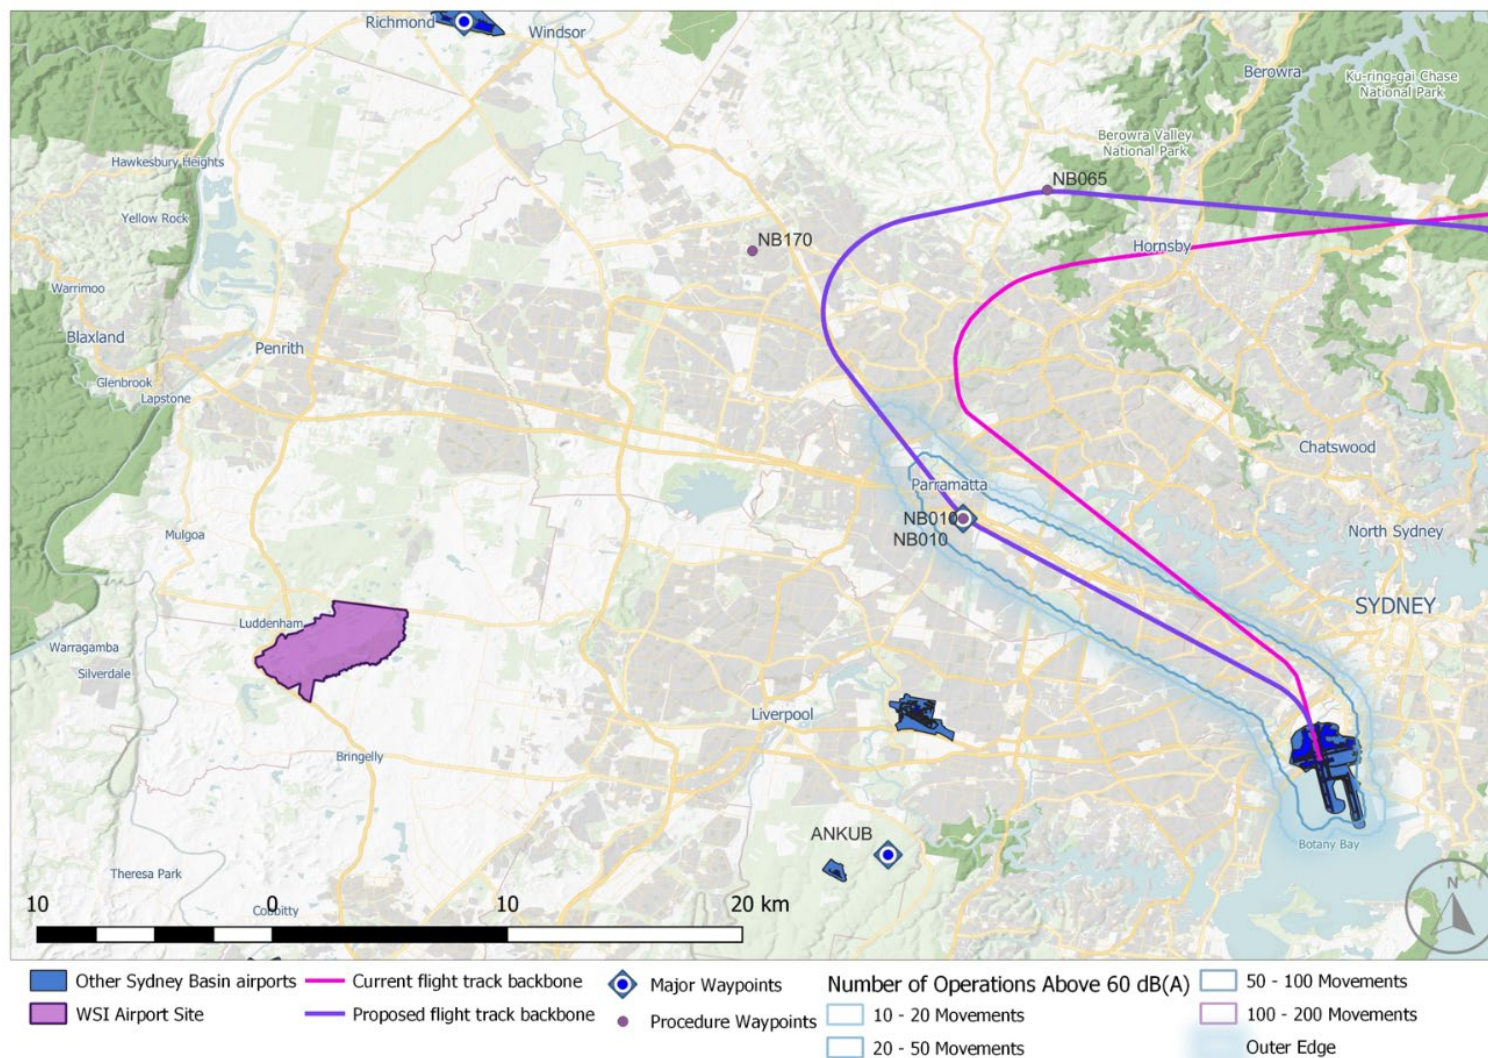 Richmond
Windsor
Berowra
Ku-ring-gai Chase
National Park
Berowra Valley
National Park
Hawkesbury Heights
NB065
Yellow Rock
NB170
Hornsby
Warrimoo
Blaxland
Penrith
Glenbrook
Lapstone
Chatswood
Parramatta
NB010
NB010
North Sydney
Mulgoa
SYDNEY
Luddenham
Warragamba
Silverdale
Liverpool
Bringelly
ANKUB
Botany Bay
Theresa Park
N
10 0 10 20 km
Cobbitty
Other Sydney Basin airports
Current flight track backbone
Major Waypoints
Number of Operations Above 60 dB(A)
50 - 100 Movements
WSI Airport Site
Proposed flight track backbone
Procedure Waypoints
10 - 20 Movements
100 - 200 Movements
20 - 50 Movements
Outer Edge